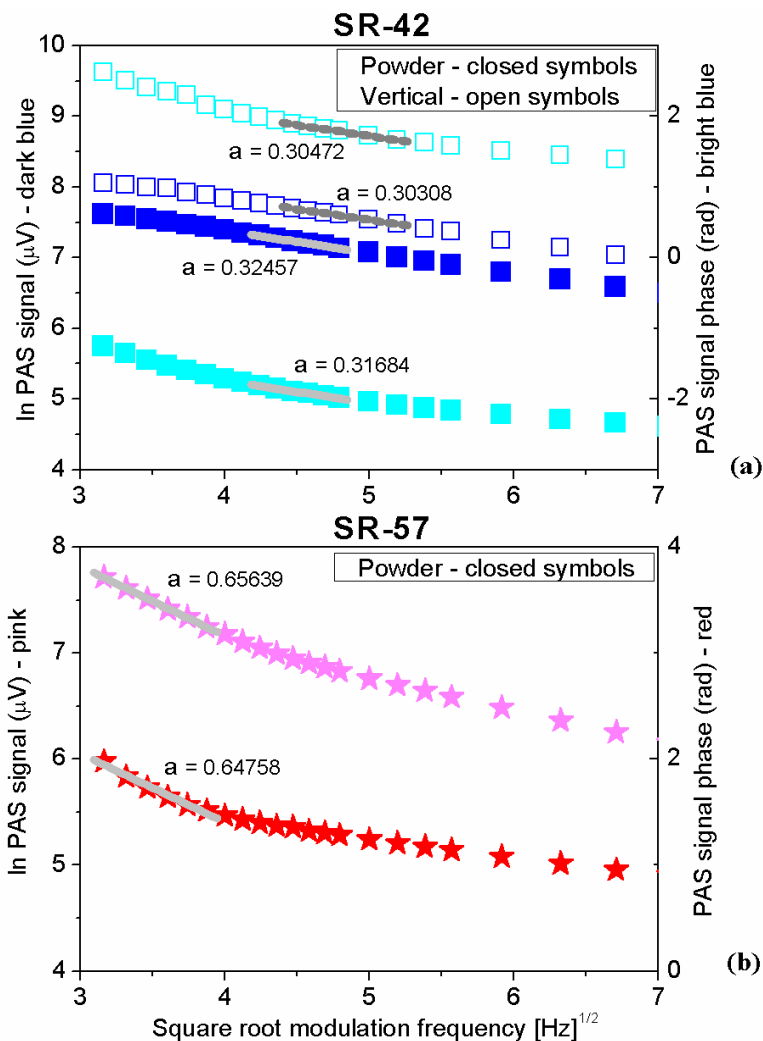 SR-42
10
9
8
7
6
5
4
ln PAS signal (μV) - dark blue
Powder - closed symbols
Vertical - open symbols
a = 0.30472
a = 0.30308
a = 0.32457
a = 0.31684
2
0
-2
PAS signal phase (rad) - bright blue
(a)
3 4 5 6 7
SR-57
8
7
6
5
4
ln PAS signal (μV) - pink
Powder - closed symbols
a = 0.65639
a = 0.64758
4
2
0
PAS signal phase (rad) - red
(b)
3 4 5 6 7
Square root modulation frequency [Hz]1/2